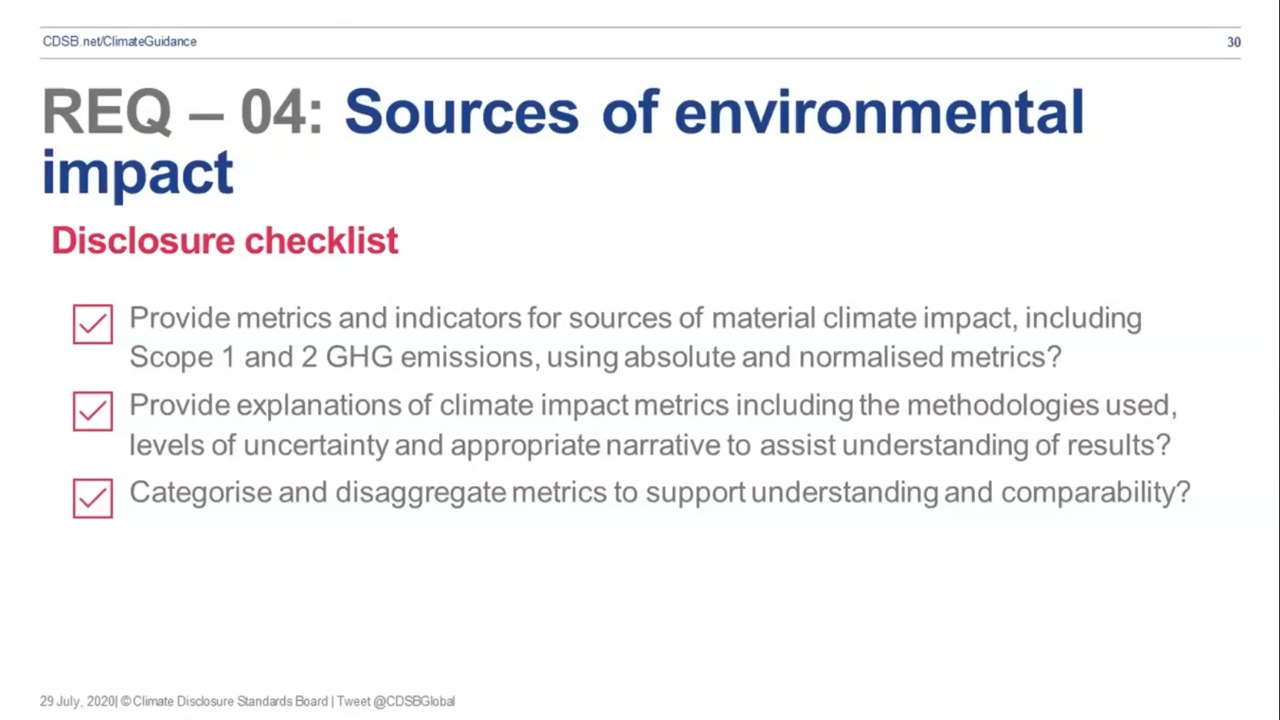 CDSB.net/ClimateGuidance
30
REQ – 04: Sources of environmental
impact
Disclosure checklist
Provide metrics and indicators for sources of material climate impact, including
Scope 1 and 2 GHG emissions, using absolute and normalised metrics?
Provide explanations of climate impact metrics including the methodologies used,
levels of uncertainty and appropriate narrative to assist understanding of results?
Categorise and disaggregate metrics to support understanding and comparability?
29 July, 2020| © Climate Disclosure Standards Board | Tweet @CDSBGlobal